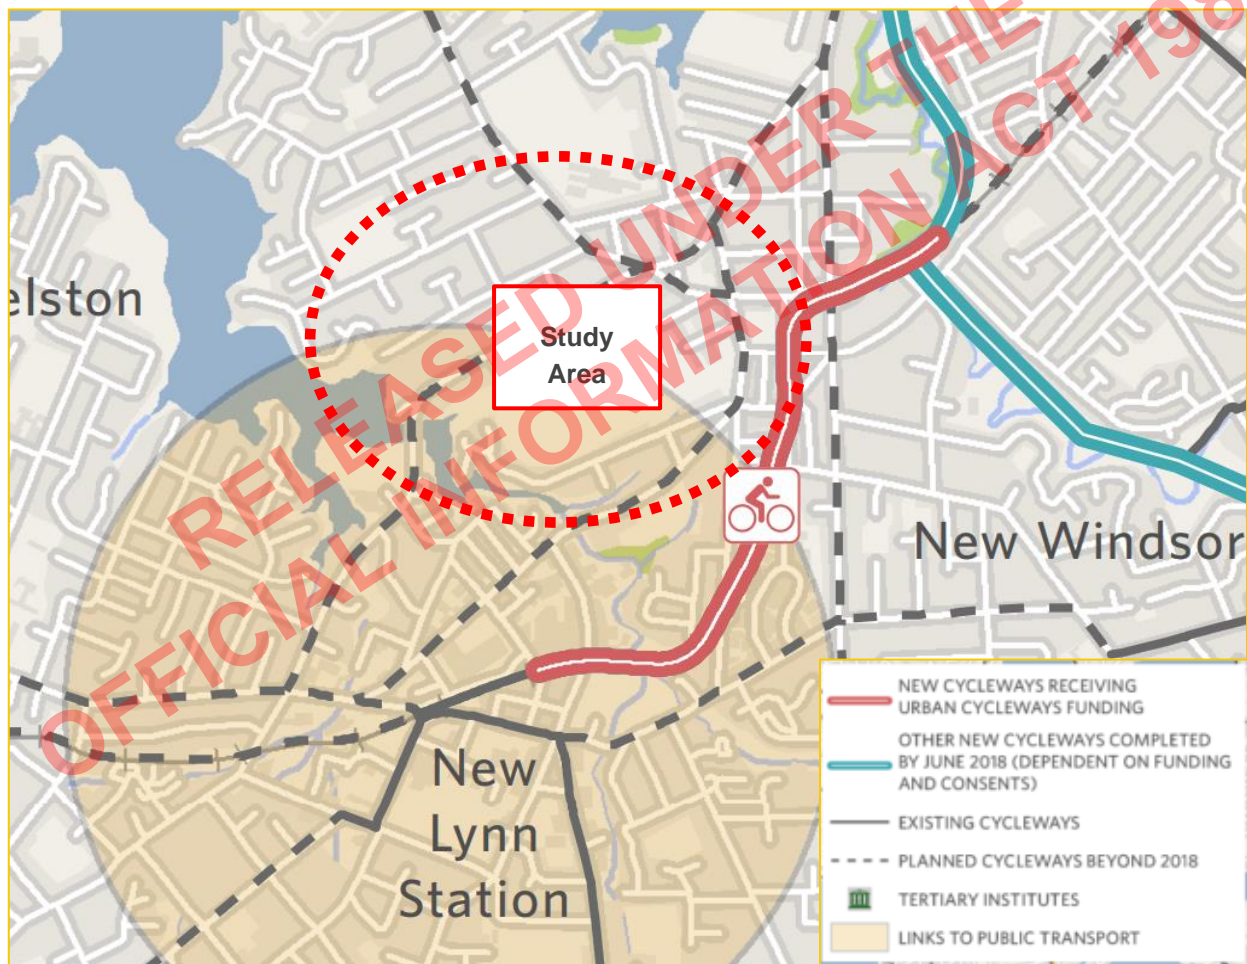 RELEASED UNDER THE
OFFICIAL INFORMATION ACT 198
elston
Study
Area
New Windsor
New
Lynn
Station
NEW CYCLEWAYS RECEIVING
URBAN CYCLEWAYS FUNDING
OTHER NEW CYCLEWAYS COMPLETED
BY JUNE 2018 (DEPENDENT ON FUNDING
AND CONSENTS)
EXISTING CYCLEWAYS
PLANNED CYCLEWAYS BEYOND 2018
TERTIARY INSTITUTES
LINKS TO PUBLIC TRANSPORT